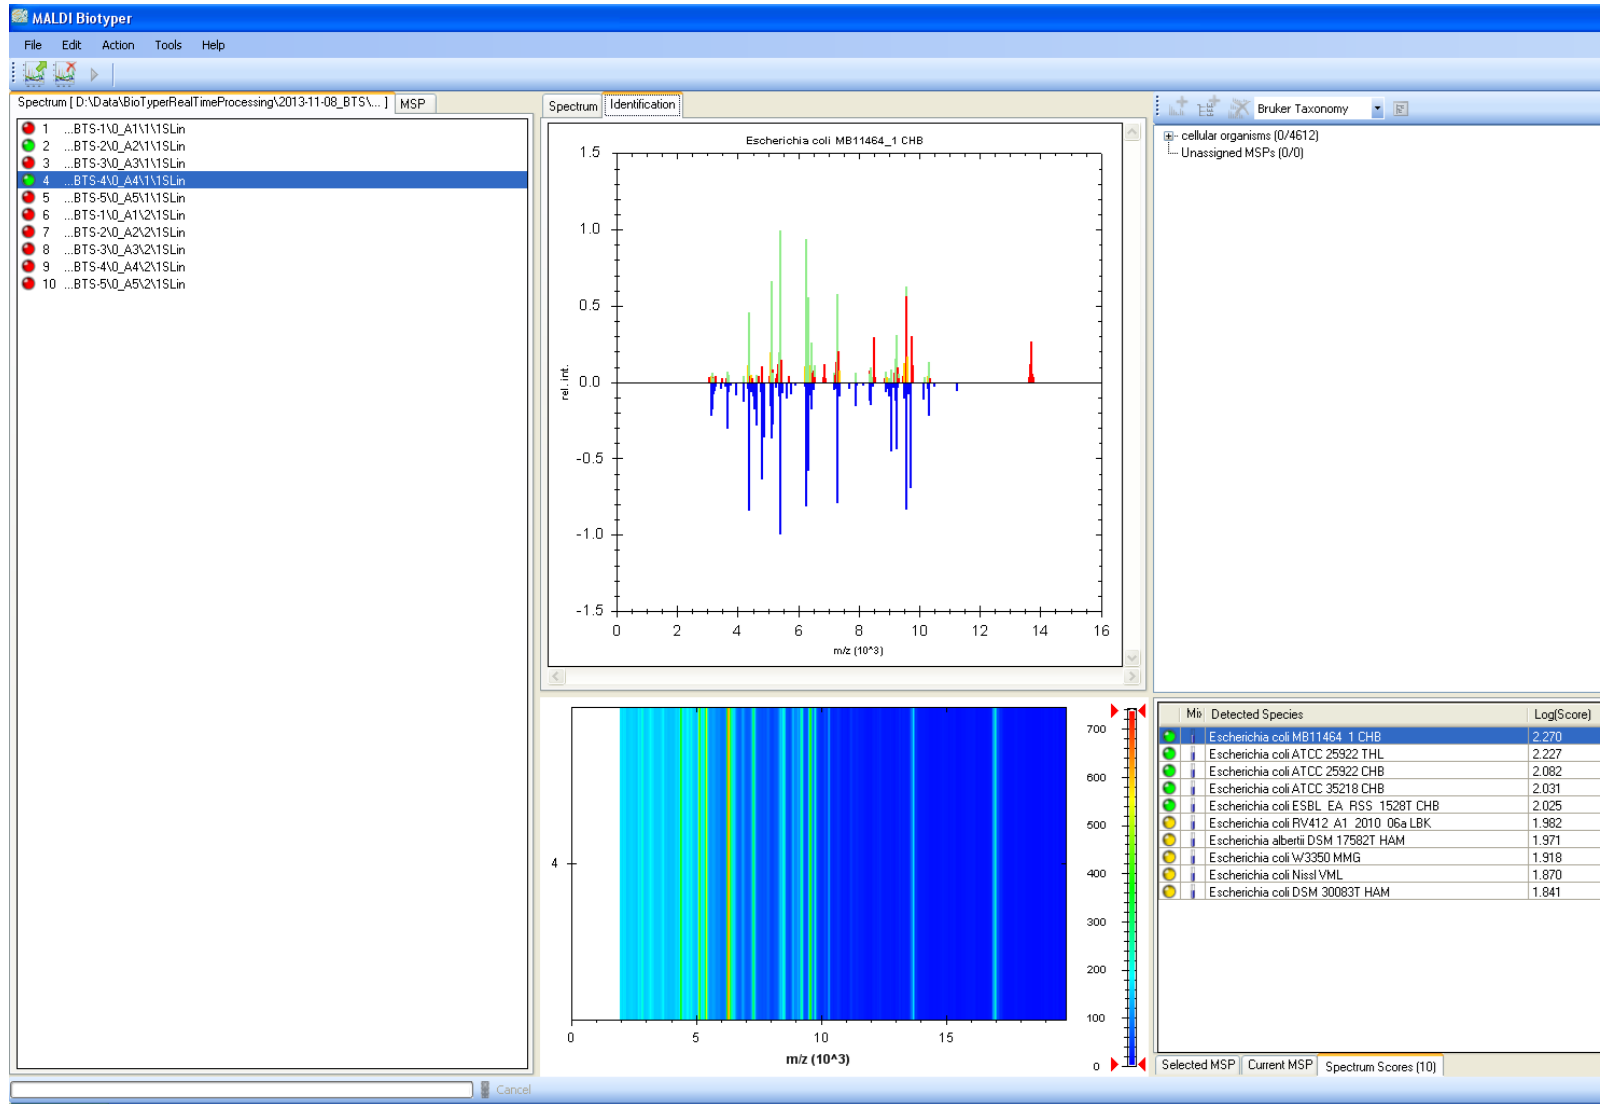 MALDI Biotyper
File Edit Action Tools Help
Spectrum [ D:\Data\BioTyperRealTimeProcessing\2013-11-08_BTS\... ] MSP
1 ...BTS-1\0_A1\1\1SLin
2 ...BTS-2\0_A2\1\1SLin
3 ...BTS-3\0_A3\1\1SLin
4 ...BTS-4\0_A4\1\1SLin
5 ...BTS-5\0_A5\1\1SLin
6 ...BTS-1\0_A1\2\1SLin
7 ...BTS-2\0_A2\2\1SLin
8 ...BTS-3\0_A3\2\1SLin
9 ...BTS-4\0_A4\2\1SLin
10 ...BTS-5\0_A5\2\1SLin
Spectrum Identification
Escherichia coli MB11464_1 CHB
1.5
1.0
0.5
0.0
-0.5
-1.0
-1.5
rel. int.
0 2 4 6 8 10 12 14 16
m/z (10^3)
Bruker Taxonomy
cellular organisms (0/4612)
Unassigned MSPs (0/0)
4
0 5 10 15
m/z (10^3)
700
600
500
400
300
200
100
0
Mix Detected Species Log(Score)
Escherichia coli MB11464_1 CHB 2.270
Escherichia coli ATCC 25922 THL 2.227
Escherichia coli ATCC 25922 CHB 2.082
Escherichia coli ATCC 35218 CHB 2.031
Escherichia coli ESBL_EA_RSS_1528T CHB 2.025
Escherichia coli RV412_A1_2010_06a LBK 1.982
Escherichia albertii DSM 17582T HAM 1.971
Escherichia coli W3350 MMG 1.918
Escherichia coli Nissl VML 1.870
Escherichia coli DSM 30083T HAM 1.841
Selected MSP Current MSP Spectrum Scores (10)
Cancel